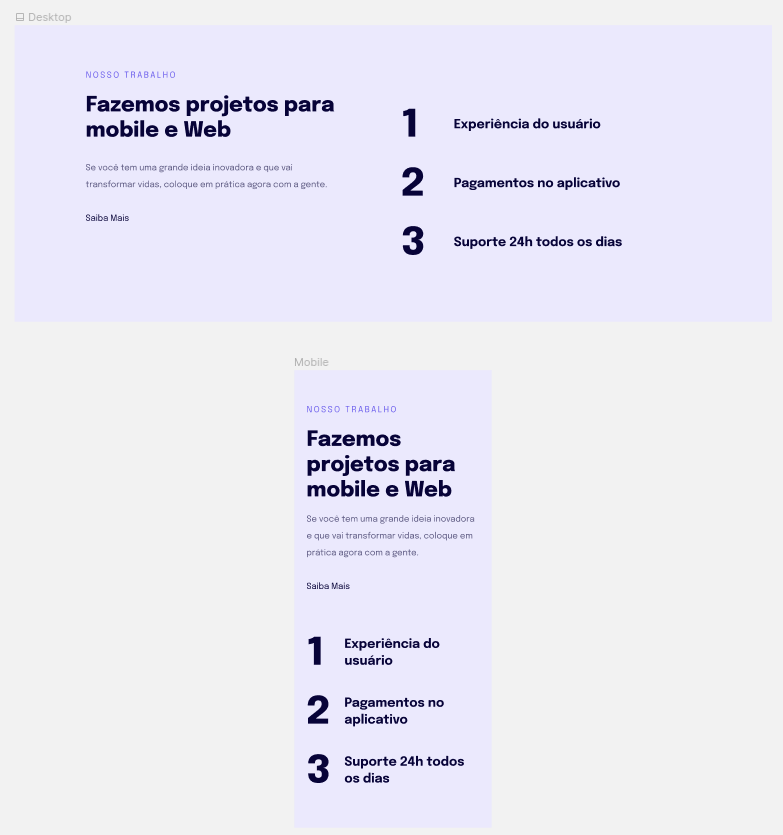 Desktop
NOSSO TRABALHO
Fazemos projetos para
mobile e Web
Se você tem uma grande ideia inovadora e que vai
transformar vidas, coloque em prática agora com a gente.
Saiba Mais
1 Experiência do usuário
2 Pagamentos no aplicativo
3 Suporte 24h todos os dias
Mobile
NOSSO TRABALHO
Fazemos
projetos para
mobile e Web
Se você tem uma grande ideia inovadora
e que vai transformar vidas, coloque em
prática agora com a gente.
Saiba Mais
1 Experiência do
usuário
2 Pagamentos no
aplicativo
3 Suporte 24h todos
os dias